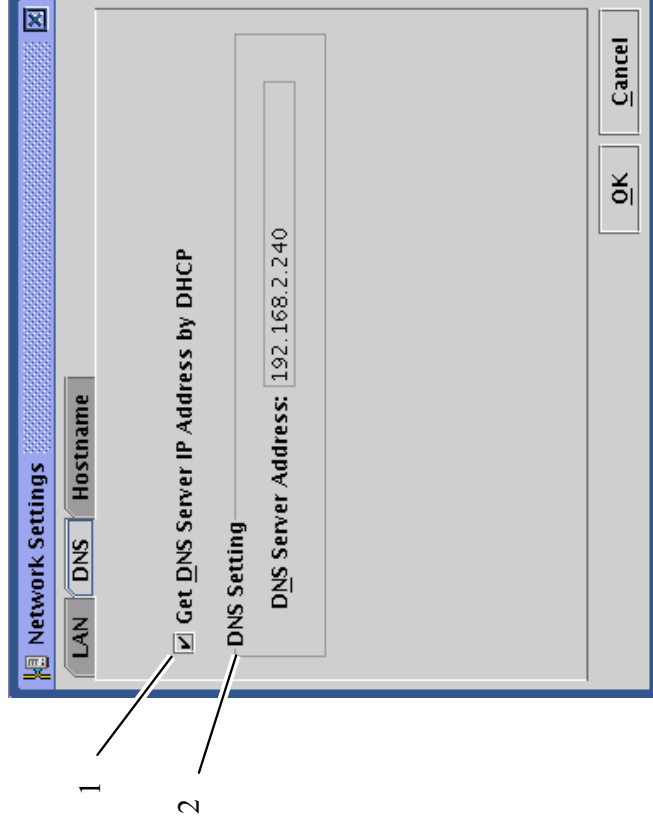 Network Settings
LAN
DNS
Hostname
1
Get DNS Server IP Address by DHCP
2
DNS Setting
DNS Server Address: 192.168.2.240
OK
Cancel